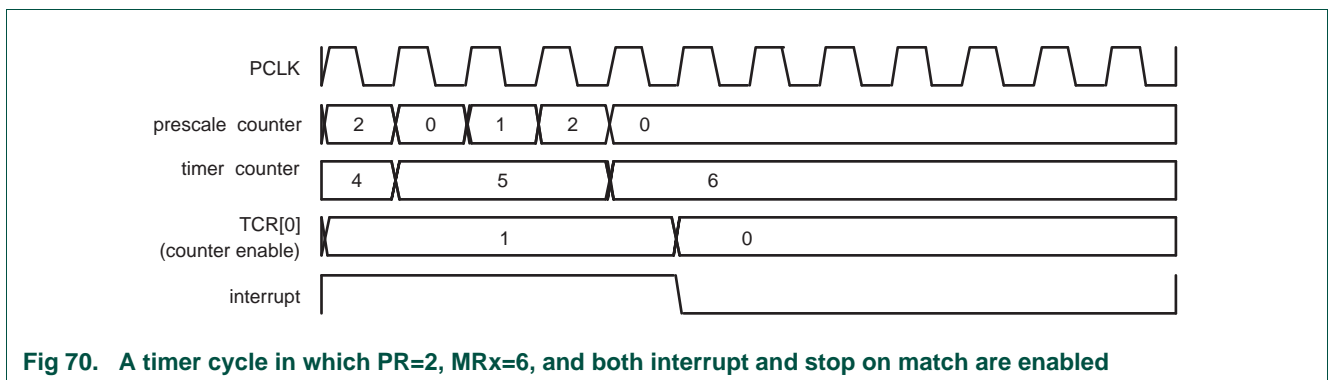 PCLK
prescale counter 2 0 1 2 0
timer counter 4 5 6
TCR[0]
(counter enable) 1 0
interrupt
Fig 70. A timer cycle in which PR=2, MRx=6, and both interrupt and stop on match are enabled